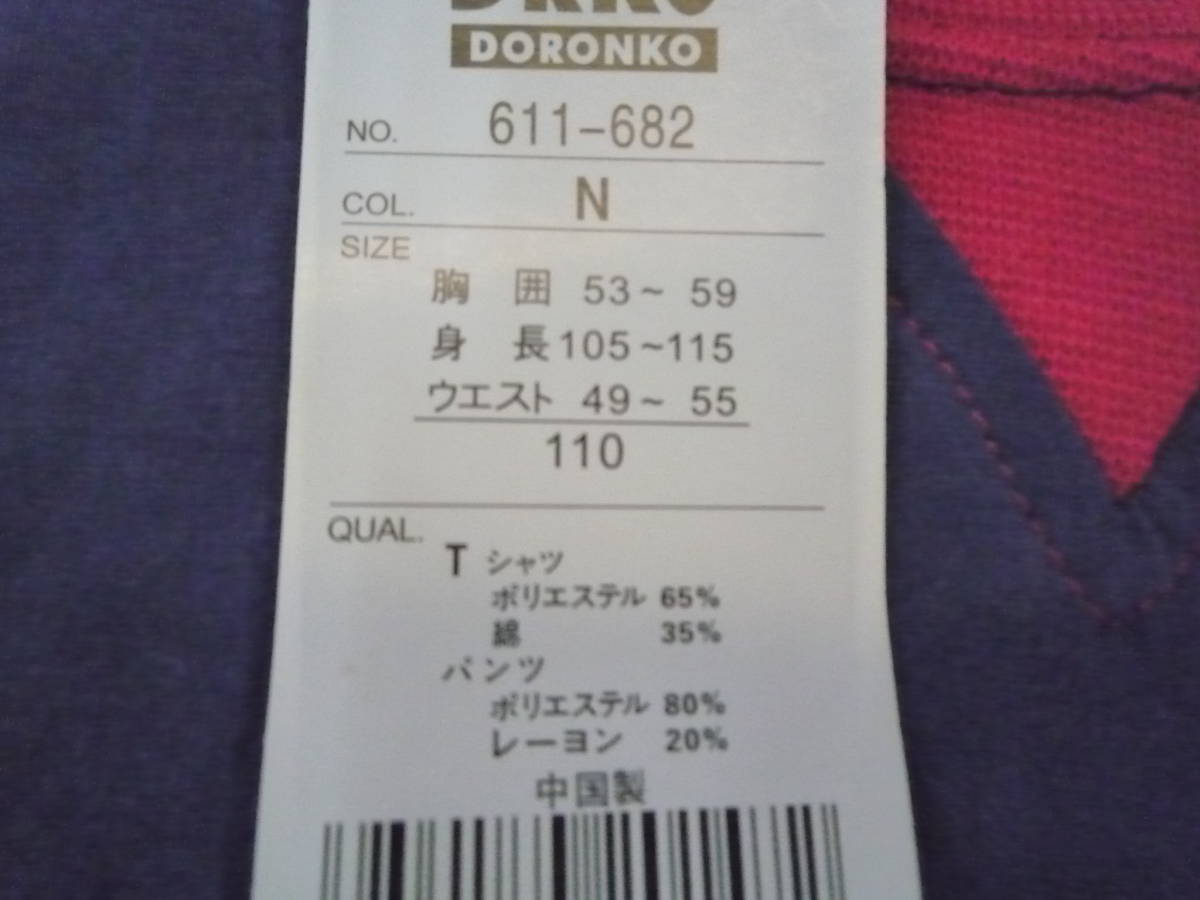 DORONKO
NO. 611-682
COL. N
SIZE
胸 囲 53~ 59
身 長 105~115
ウエスト 49~ 55
110
QUAL.
T シャツ
ポリエステル 65%
綿 35%
パンツ
ポリエステル 80%
レーヨン 20%
中国製